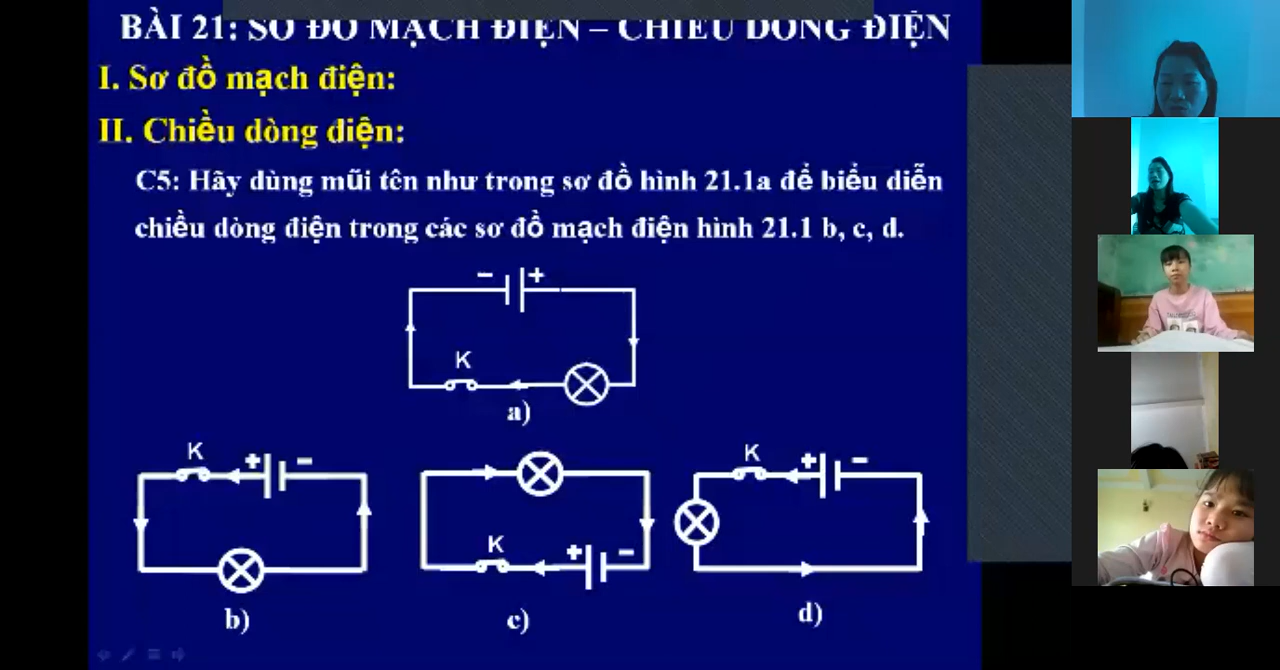 BÀI 21: SƠ ĐỒ MẠCH ĐIỆN – CHIỀU DÒNG ĐIỆN
I. Sơ đồ mạch điện:
II. Chiều dòng điện:
C5: Hãy dùng mũi tên như trong sơ đồ hình 21.1a để biểu diễn
chiều dòng điện trong các sơ đồ mạch điện hình 21.1 b, c, d.
- +
K
a)
K + -
b)
K + -
c)
K + -
d)